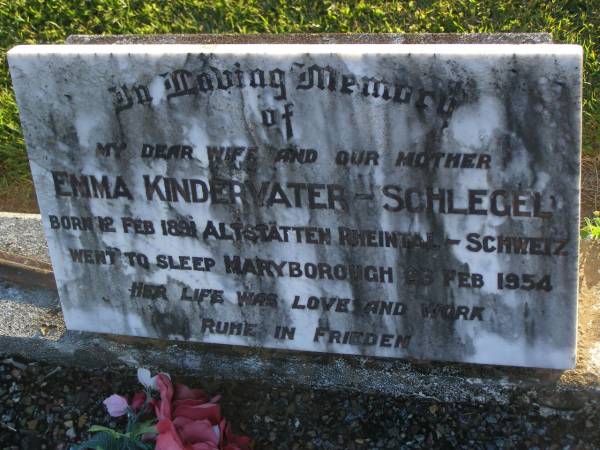 In Loving Memory
of
MY DEAR WIFE AND OUR MOTHER
EMMA KINDERVATER - SCHLEGEL
BORN 12 FEB 1891 ALTSTÄTTEN RHEINTAL - SCHWEIZ
WENT TO SLEEP MARYBOROUGH 23 FEB 1954
HER LIFE WAS LOVE AND WORK
RUHE IN FRIEDEN